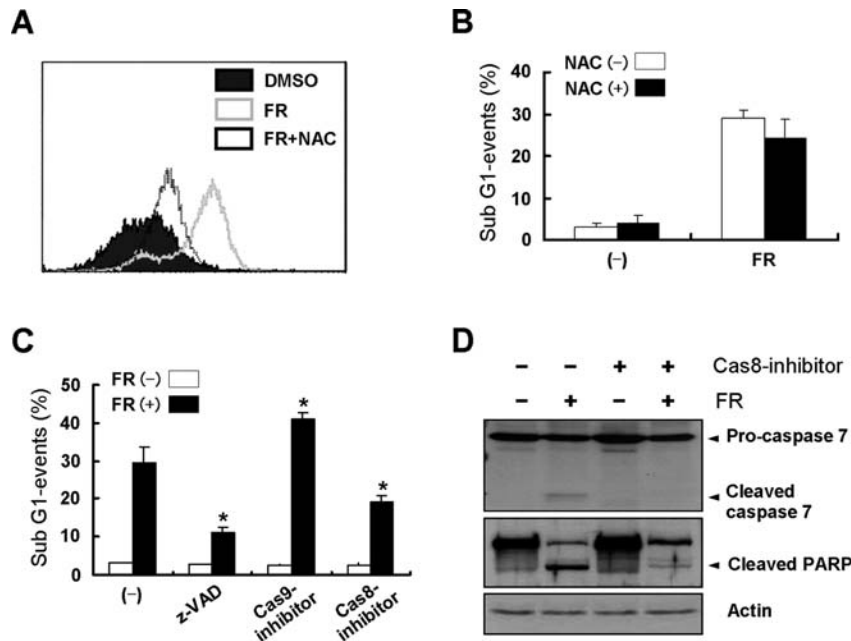 A
DMSO
FR
FR+NAC
B
NAC (−)
NAC (+)
Sub G1-events (%)
40
30
20
10
0
(−)
FR
C
FR (−)
FR (+)
Sub G1-events (%)
50
40
30
20
10
0
*
*
*
(−)
z-VAD
Cas9-inhibitor
Cas8-inhibitor
D
− − + + Cas8-inhibitor
− + − + FR
Pro-caspase 7
Cleaved
caspase 7
Cleaved PARP
Actin